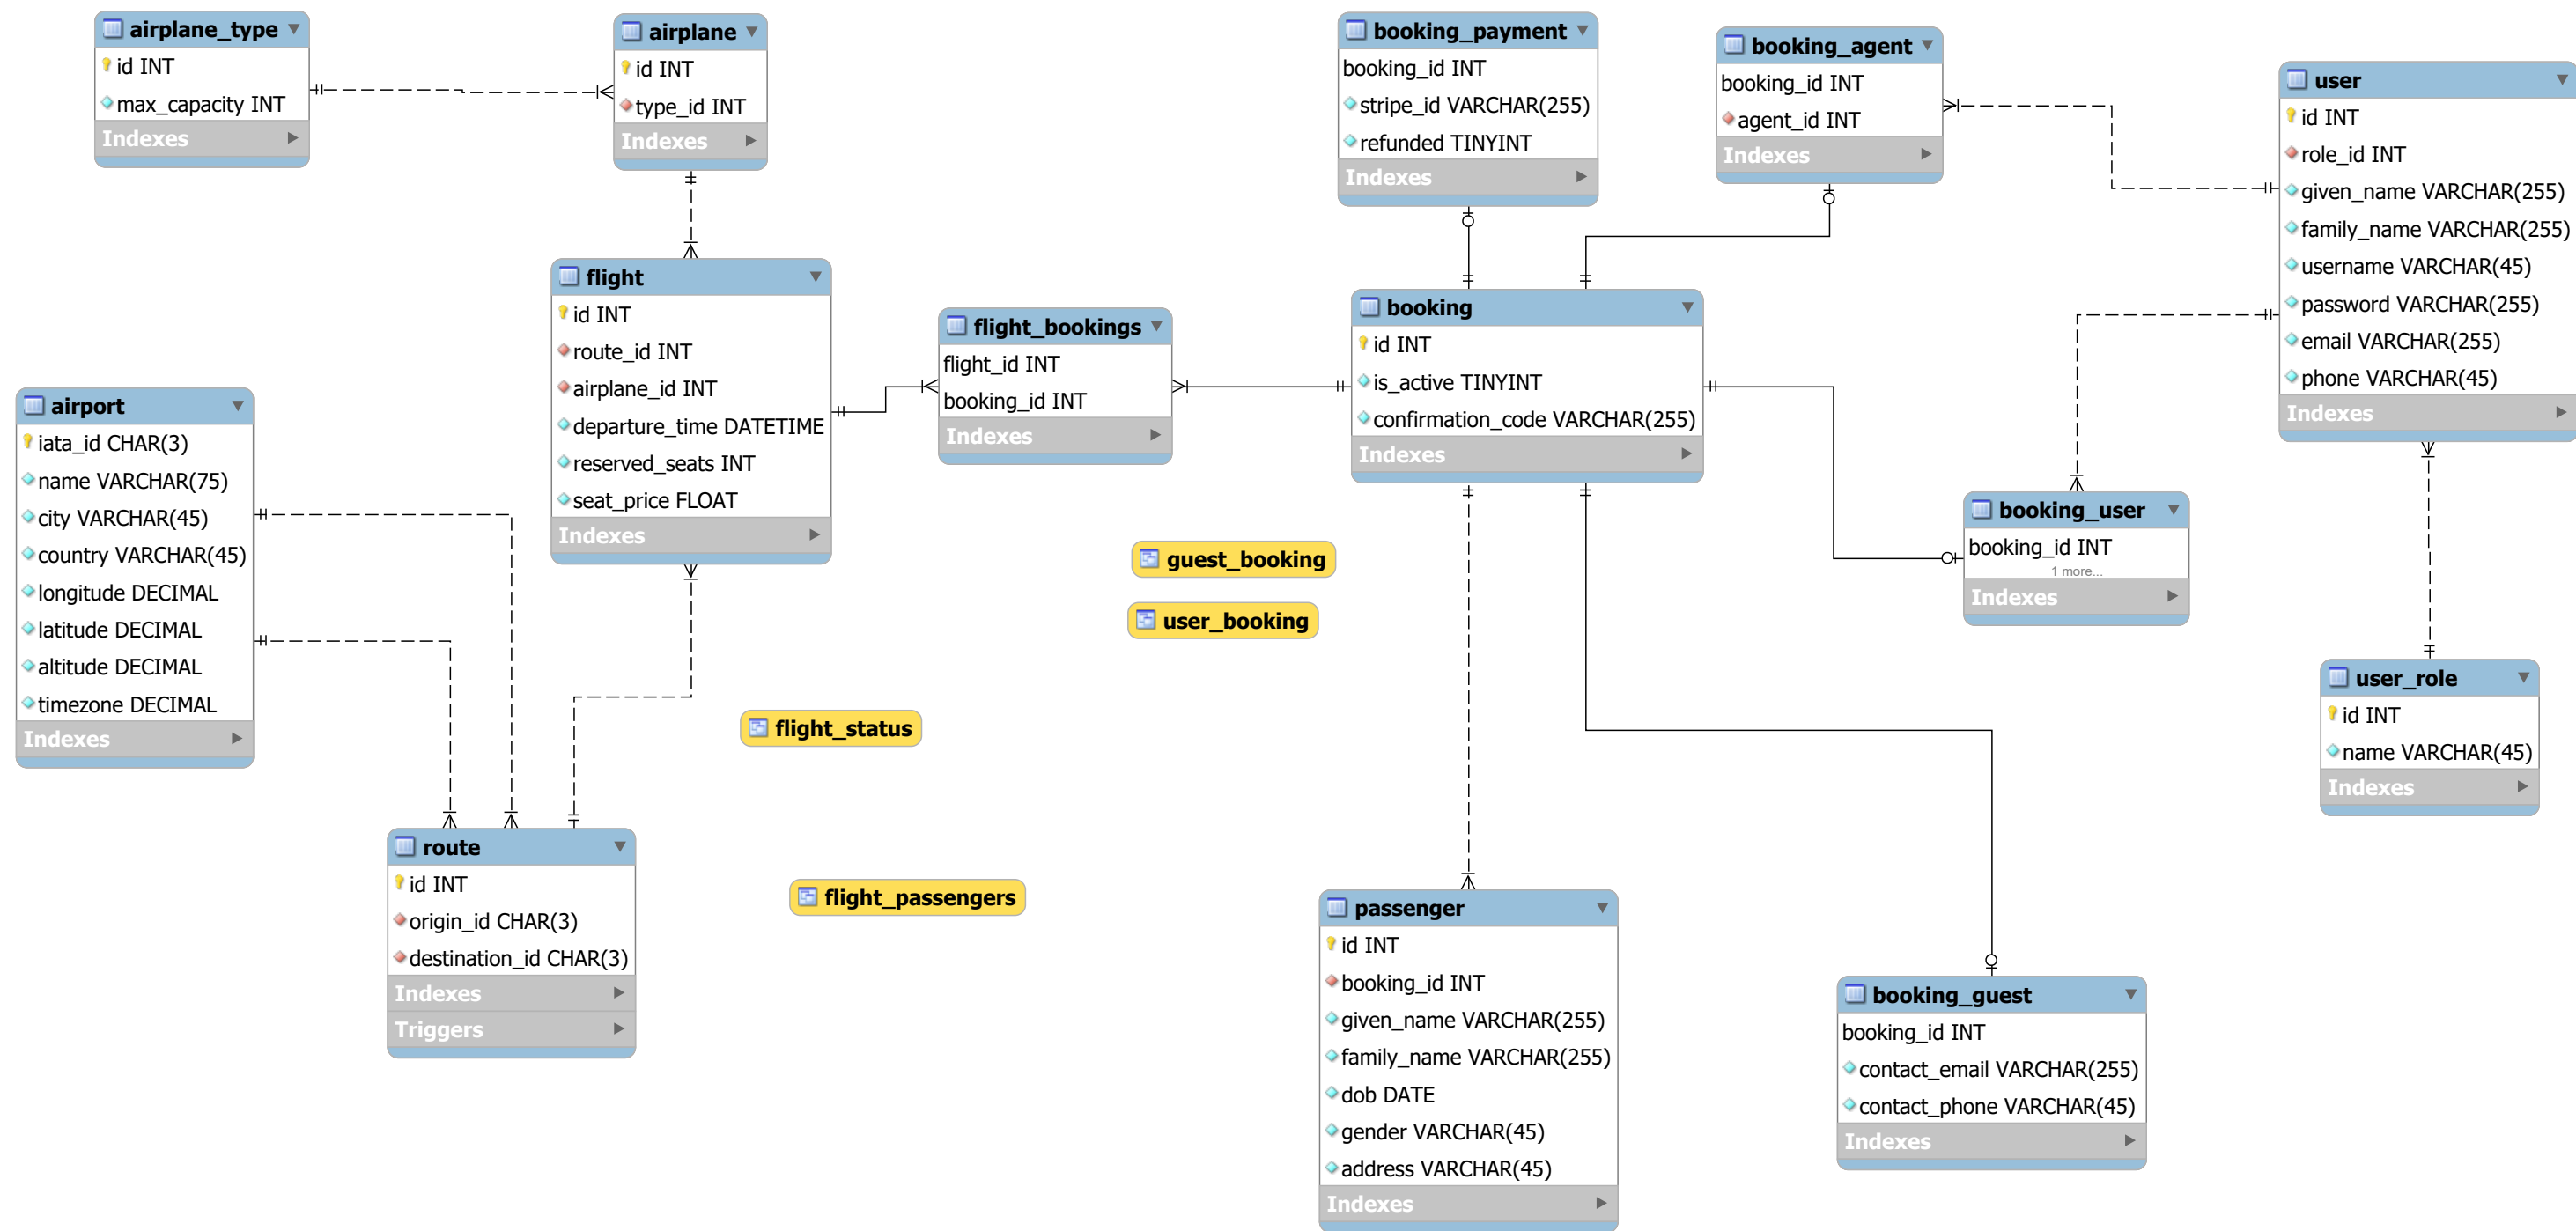 airplane_type
id INT
max_capacity INT
Indexes
airplane
id INT
type_id INT
Indexes
booking_payment
booking_id INT
stripe_id VARCHAR(255)
refunded TINYINT
Indexes
booking_agent
booking_id INT
agent_id INT
Indexes
user
id INT
role_id INT
given_name VARCHAR(255)
family_name VARCHAR(255)
username VARCHAR(45)
password VARCHAR(255)
email VARCHAR(255)
phone VARCHAR(45)
Indexes
flight
id INT
route_id INT
airplane_id INT
departure_time DATETIME
reserved_seats INT
seat_price FLOAT
Indexes
flight_bookings
flight_id INT
booking_id INT
Indexes
booking
id INT
is_active TINYINT
confirmation_code VARCHAR(255)
Indexes
airport
iata_id CHAR(3)
name VARCHAR(75)
city VARCHAR(45)
country VARCHAR(45)
longitude DECIMAL
latitude DECIMAL
altitude DECIMAL
timezone DECIMAL
Indexes
guest_booking
user_booking
booking_user
booking_id INT
1 more...
Indexes
user_role
id INT
name VARCHAR(45)
Indexes
flight_status
flight_passengers
route
id INT
origin_id CHAR(3)
destination_id CHAR(3)
Indexes
Triggers
passenger
id INT
booking_id INT
given_name VARCHAR(255)
family_name VARCHAR(255)
dob DATE
gender VARCHAR(45)
address VARCHAR(45)
Indexes
booking_guest
booking_id INT
contact_email VARCHAR(255)
contact_phone VARCHAR(45)
Indexes